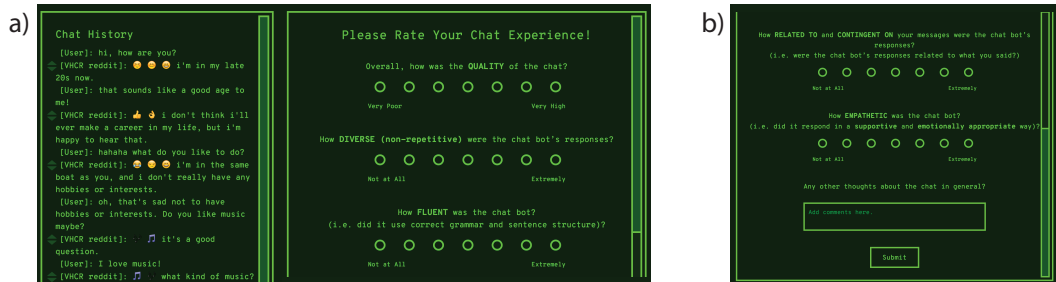 a)
Chat History
[User]: hi, how are you?
[VHCR reddit]: 😏 😊 😄 i'm in my late
20s now.
[User]: that sounds like a good age to
me!
[VHCR reddit]: 👍 👌 i don't think i'll
ever make a career in my life, but i'm
happy to hear that.
[User]: hahaha what do you like to do?
[VHCR reddit]: i'm in the same
boat as you, and i don't really have any
hobbies or interests.
[User]: oh, that's sad not to have
hobbies or interests. Do you like music
maybe?
[VHCR reddit]: 🎵 it's a good
question.
[User]: I love music!
[VHCR reddit]: 🎵 what kind of music?
Please Rate Your Chat Experience!
Overall, how was the QUALITY of the chat?
Very Poor Very High
How DIVERSE (non-repetitive) were the chat bot's responses?
Not at All Extremely
How FLUENT was the chat bot?
(i.e. did it use correct grammar and sentence structure)?
Not at All Extremely
b)
How RELATED TO and CONTINGENT ON your messages were the chat bot's
responses?
(i.e. were the chat bot's responses related to what you said?)
Not at All Extremely
How EMPATHETIC was the chat bot?
(i.e. did it respond in a supportive and emotionally appropriate way)?
Not at All Extremely
Any other thoughts about the chat in general?
Add comments here.
Submit